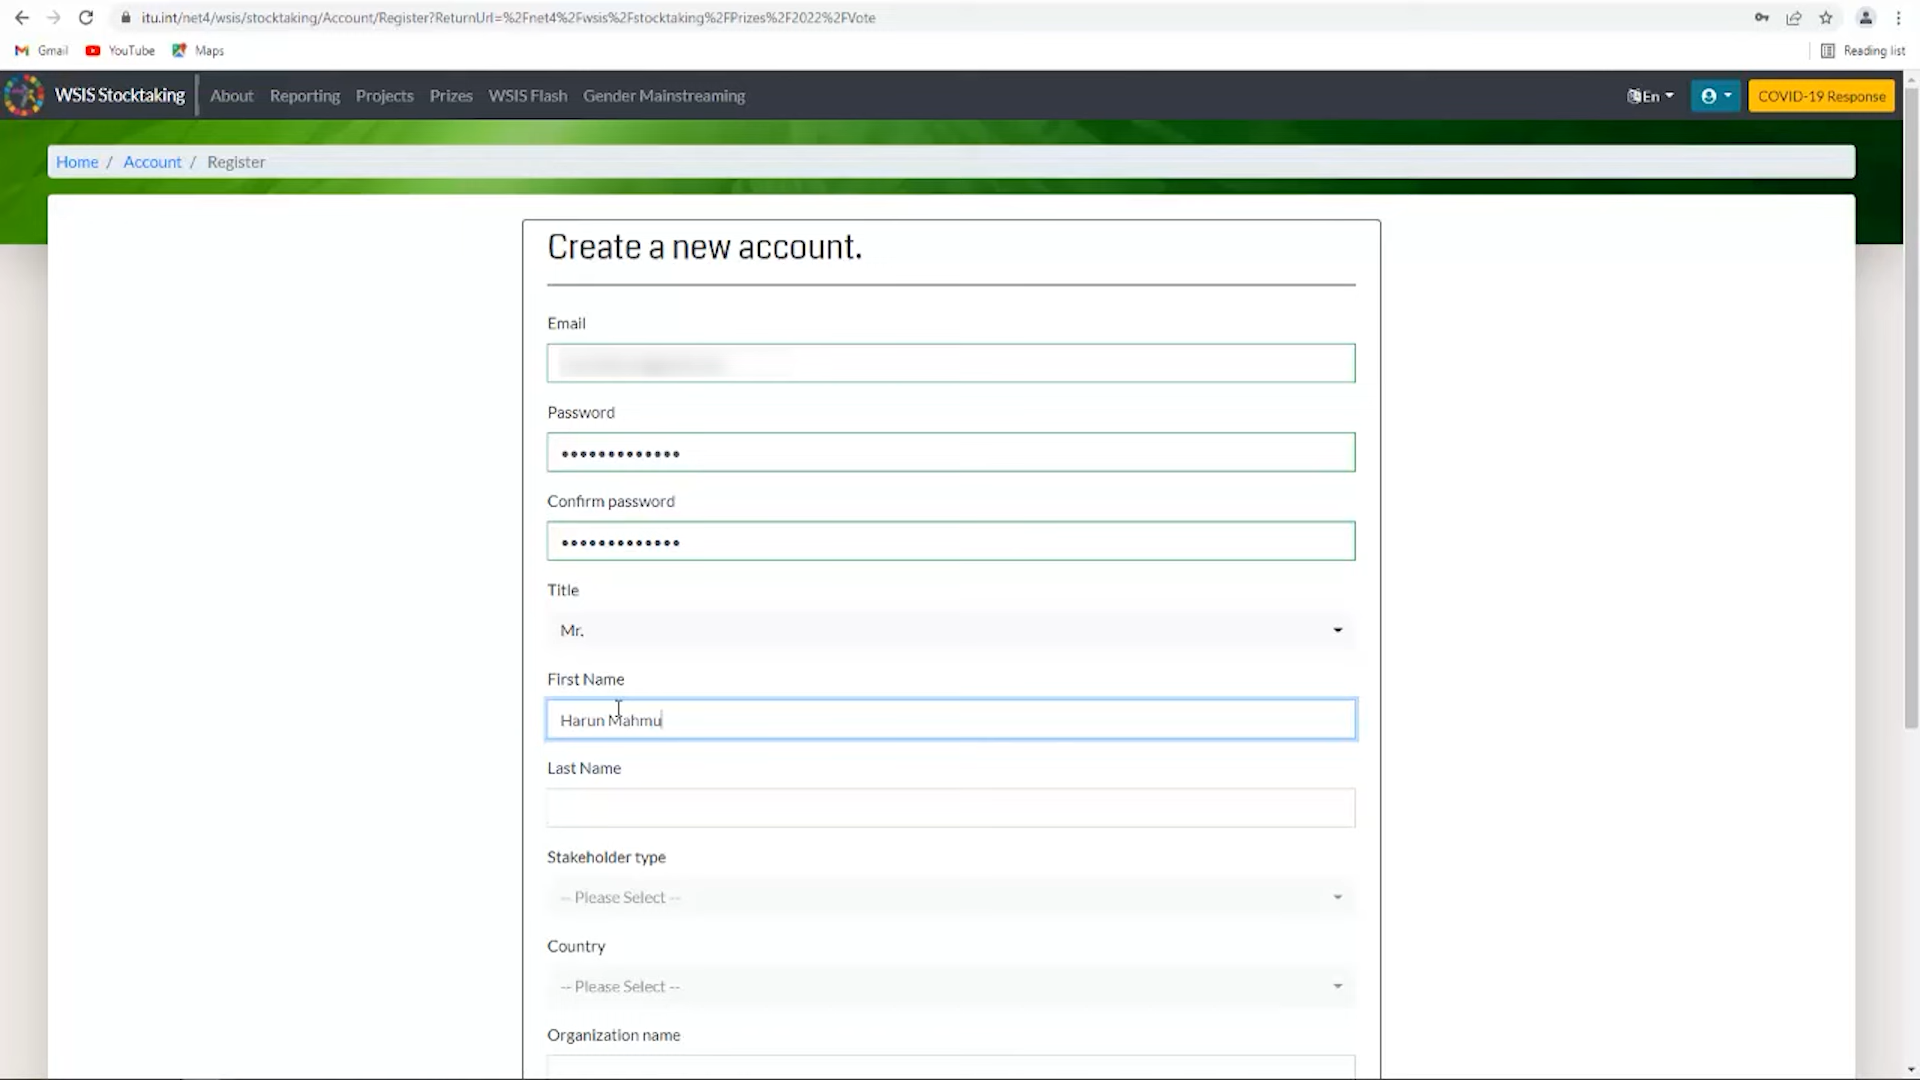 itu.int/net4/wsis/stocktaking/Account/Register?ReturnUrl=%2Fnet4%2Fwsis%2Fstocktaking%2FPrizes%2F2022%2FVote
Gmail YouTube Maps Reading list
WSIS Stocktaking About Reporting Projects Prizes WSIS Flash Gender Mainstreaming En COVID-19 Response
Home / Account / Register
Create a new account.
Email
Password
•••••••••••••
Confirm password
•••••••••••••
Title
Mr.
First Name
Harun Mahmu
Last Name
Stakeholder type
-- Please Select --
Country
-- Please Select --
Organization name